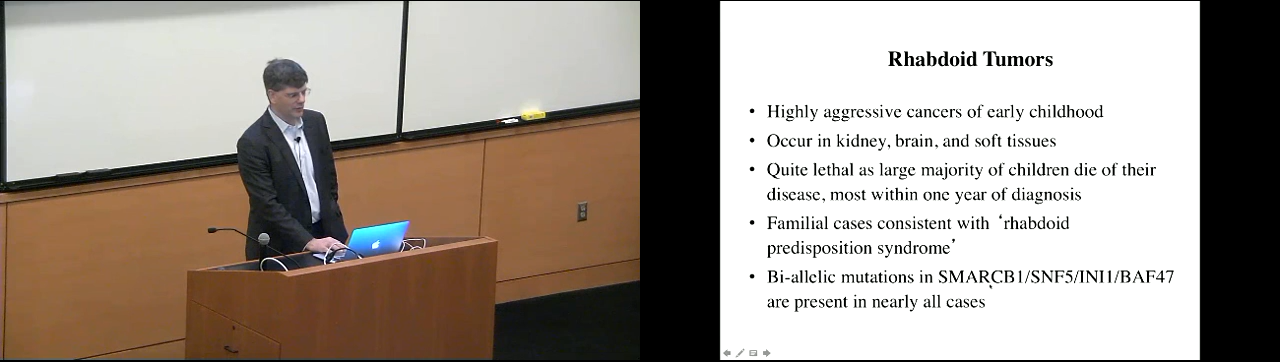 Rhabdoid Tumors
• Highly aggressive cancers of early childhood
• Occur in kidney, brain, and soft tissues
• Quite lethal as large majority of children die of their
disease, most within one year of diagnosis
• Familial cases consistent with ‘rhabdoid
predisposition syndrome’
• Bi-allelic mutations in SMARCB1/SNF5/INI1/BAF47
are present in nearly all cases